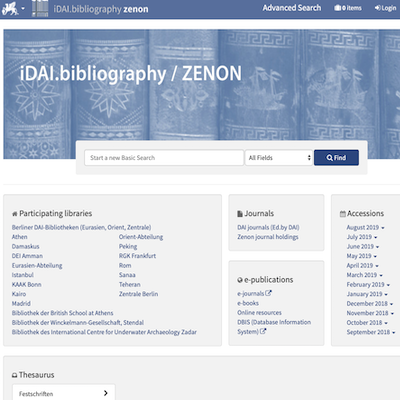 iDAI.bibliography zenon
Advanced Search
0 items
Login
iDAI.bibliography / ZENON
Start a new Basic Search
All Fields
Find
Participating libraries
Berliner DAI-Bibliotheken (Eurasien, Orient, Zentrale)
Athen
Damaskus
DEI Amman
Eurasien-Abteilung
Istanbul
KAAK Bonn
Kairo
Madrid
Orient-Abteilung
Peking
RGK Frankfurt
Rom
Sanaa
Teheran
Zentrale Berlin
Bibliothek der British School at Athens
Bibliothek der Winckelmann-Gesellschaft, Stendal
Bibliothek des International Centre for Underwater Archaeology Zadar
Journals
DAI journals (Ed.by DAI)
Zenon journal holdings
e-publications
e-journals
e-books
Online resources
DBIS (Database Information
System)
Accessions
August 2019
July 2019
June 2019
May 2019
April 2019
March 2019
February 2019
January 2019
December 2018
November 2018
October 2018
September 2018
Thesaurus
Festschriften